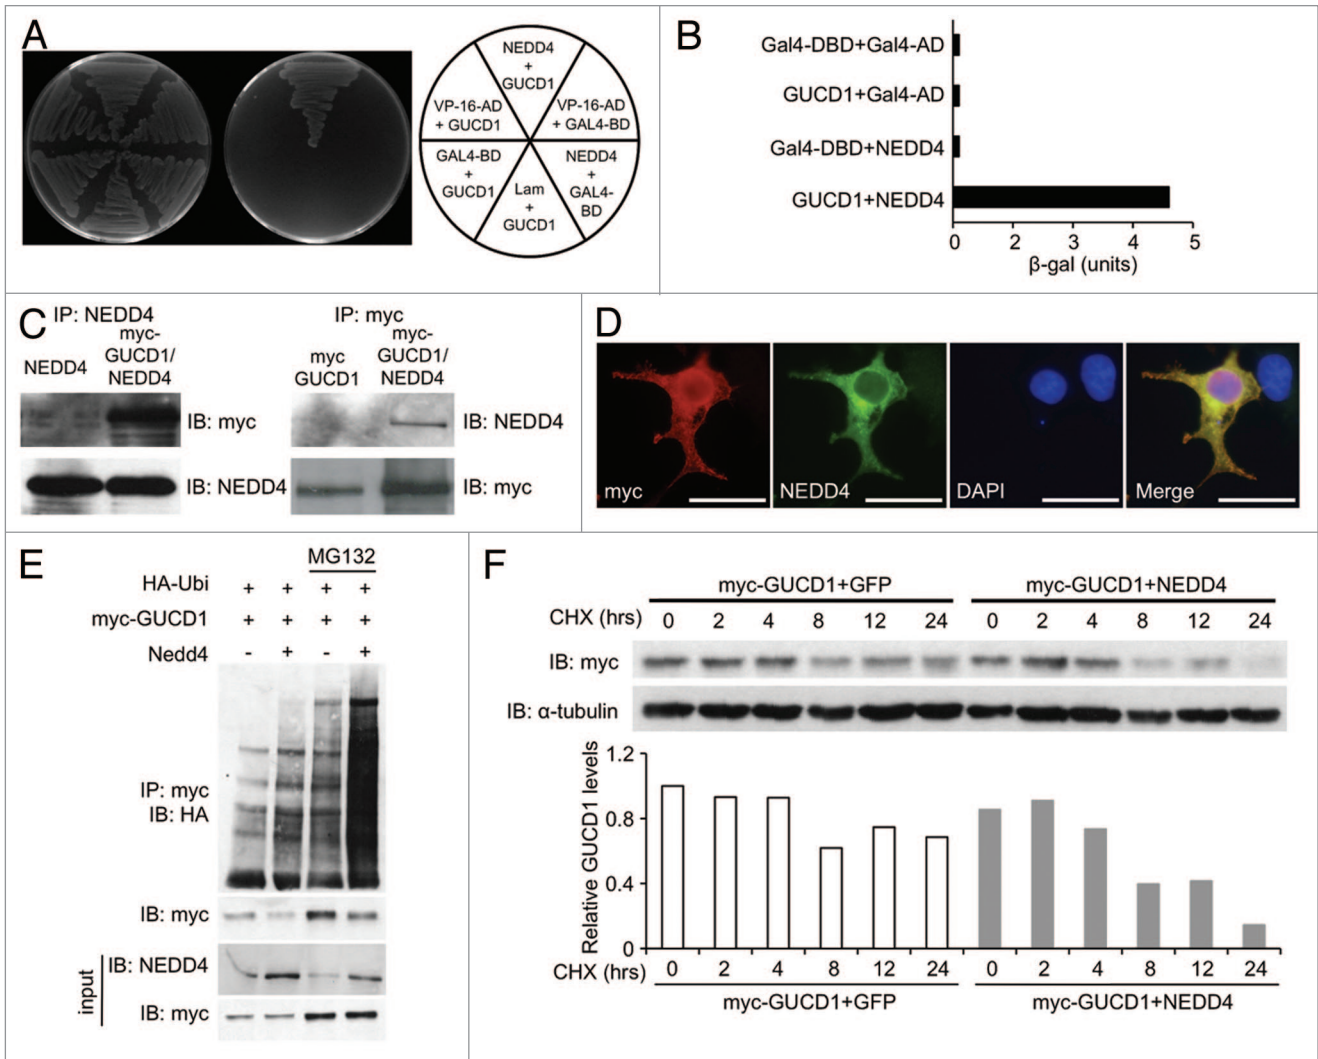 A
NEDD4
+
GUCD1
VP-16-AD
+ GUCD1
VP-16-AD
+ GAL4-BD
GAL4-BD
+
GUCD1
Lam
+
GUCD1
NEDD4
+
GAL4-
BD
B
Gal4-DBD+Gal4-AD
GUCD1+Gal4-AD
Gal4-DBD+NEDD4
GUCD1+NEDD4
0 2 3 4 5
β-gal (units)
C
IP: NEDD4
NEDD4
myc-
GUCD1/
NEDD4
IB: myc
IB: NEDD4
IP: myc
myc
GUCD1
myc-
GUCD1/
NEDD4
IB: NEDD4
IB: myc
D
myc
NEDD4
DAPI
Merge
E
MG132
HA-Ubi + + + +
myc-GUCD1 + + + +
Nedd4 - + - +
IP: myc
IB: HA
IB: myc
input
IB: NEDD4
IB: myc
F
myc-GUCD1+GFP myc-GUCD1+NEDD4
CHX (hrs) 0 2 4 8 12 24 0 2 4 8 12 24
IB: myc
IB: α-tubulin
Relative GUCD1 levels
1.2
0.8
0.4
0
CHX (hrs) 0 2 4 8 12 24 0 2 4 8 12 24
myc-GUCD1+GFP myc-GUCD1+NEDD4